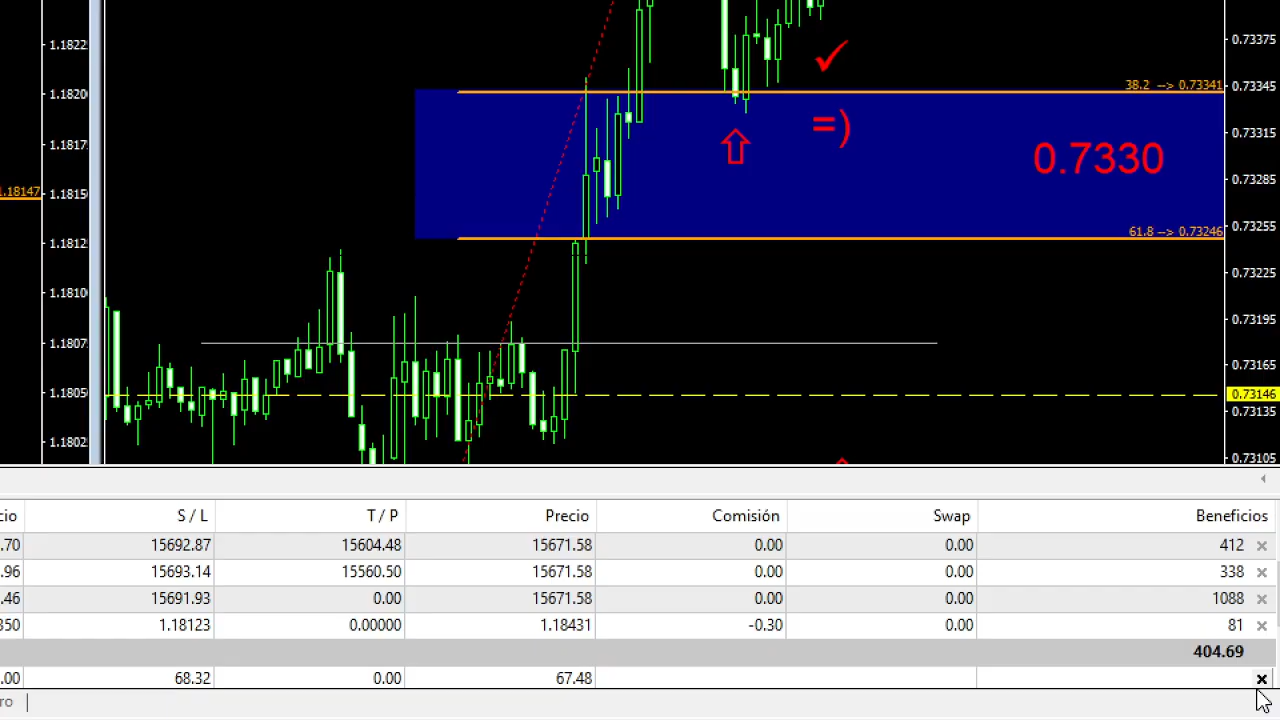 1.1822
1.1820
1.1817
1.1815
1.18147
1.1812
1.1810
1.1807
1.1805
1.1802
0.73375
0.73345
0.73315
0.73285
0.73255
0.73225
0.73195
0.73165
0.73146
0.73135
0.73105
38.2 --> 0.73341
=)
0.7330
61.8 --> 0.73246
cio S / L T / P Precio Comisión Swap Beneficios
.70 15692.87 15604.48 15671.58 0.00 0.00 412
.96 15693.14 15560.50 15671.58 0.00 0.00 338
.46 15691.93 0.00 15671.58 0.00 0.00 1088
350 1.18123 0.00000 1.18431 -0.30 0.00 81
404.69
.00 68.32 0.00 67.48
ro